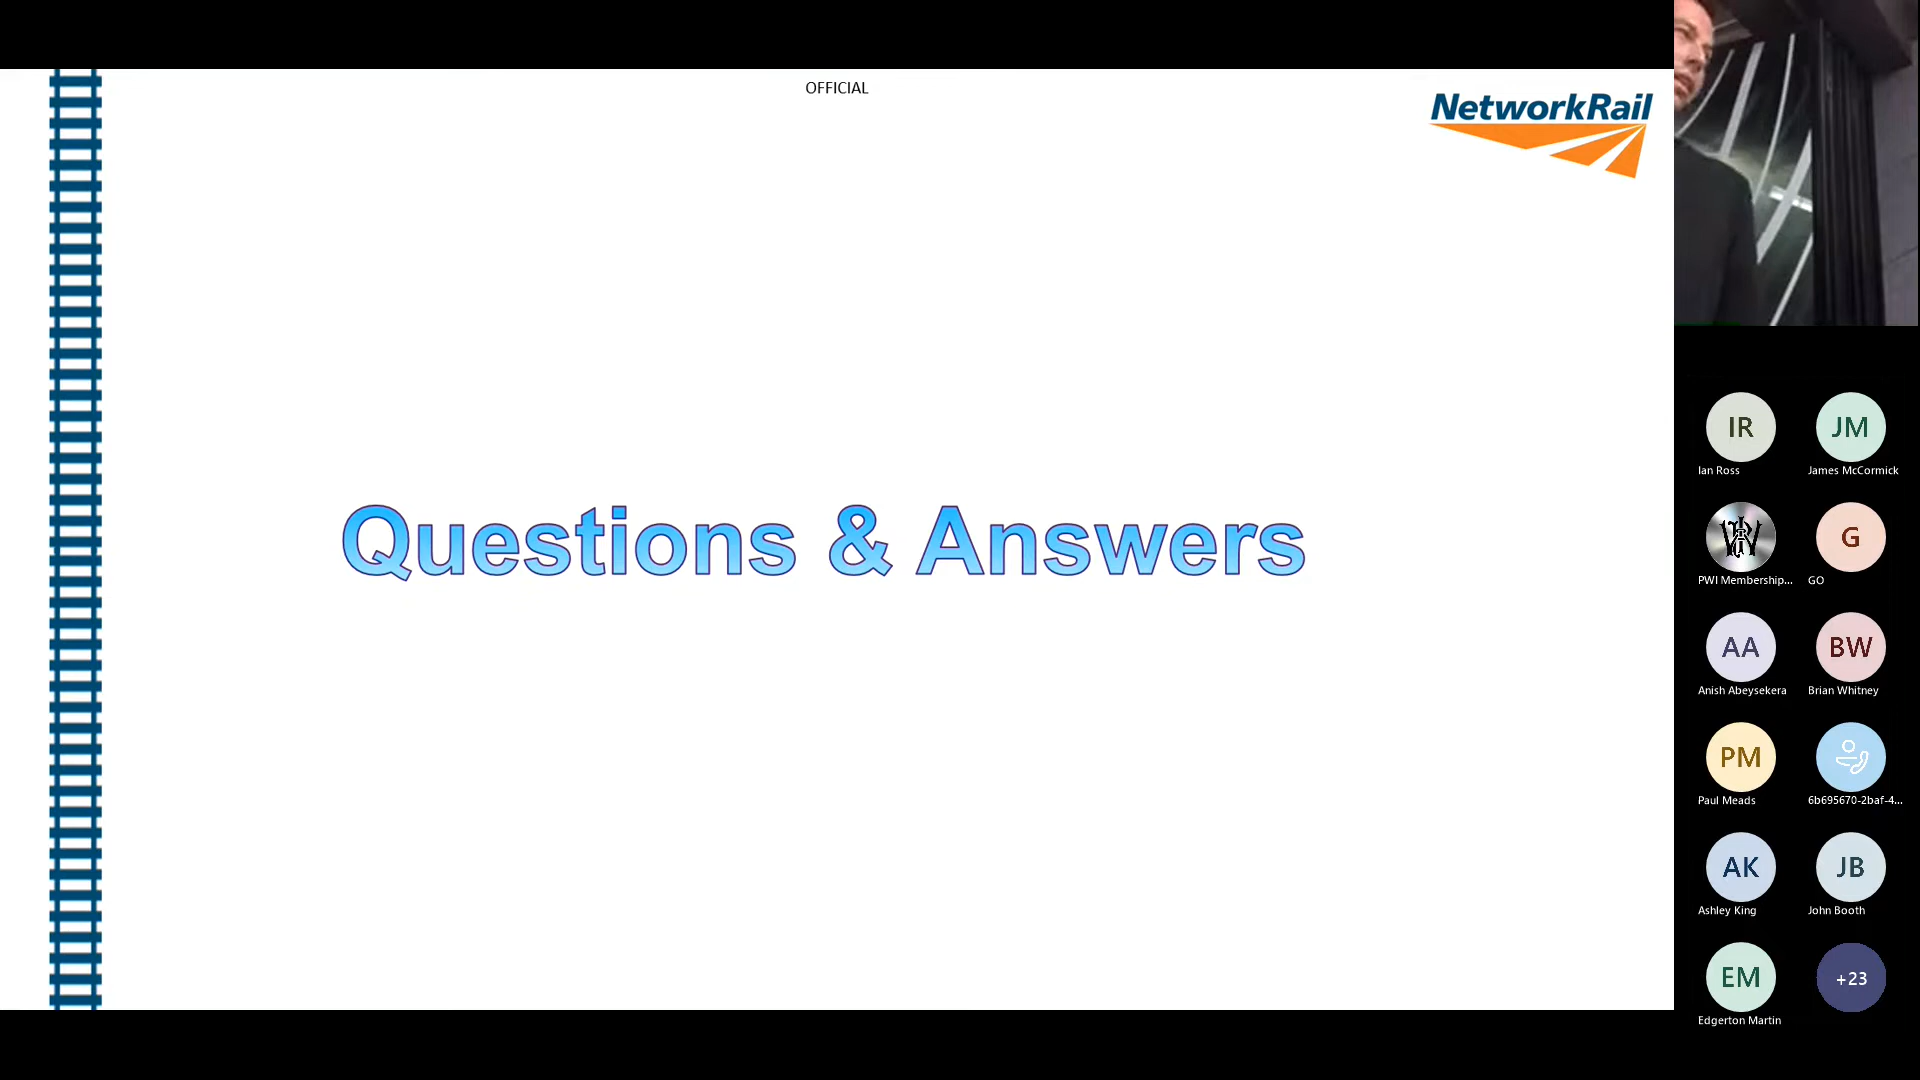 OFFICIAL
NetworkRail
Questions & Answers
IR
JM
Ian Ross
James McCormick
PWI Membership...
G
GO
AA
BW
Anish Abeysekera
Brian Whitney
PM
Paul Meads
6b695670-2baf-4...
AK
JB
Ashley King
John Booth
EM
+23
Edgerton Martin